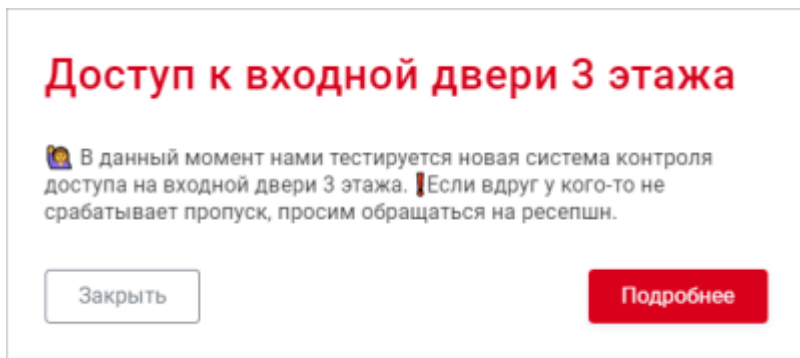 Доступ к входной двери 3 этажа
🙋 В данный момент нами тестируется новая система контроля
доступа на входной двери 3 этажа. ❗Если вдруг у кого-то не
срабатывает пропуск, просим обращаться на ресепшн.
Закрыть
Подробнее